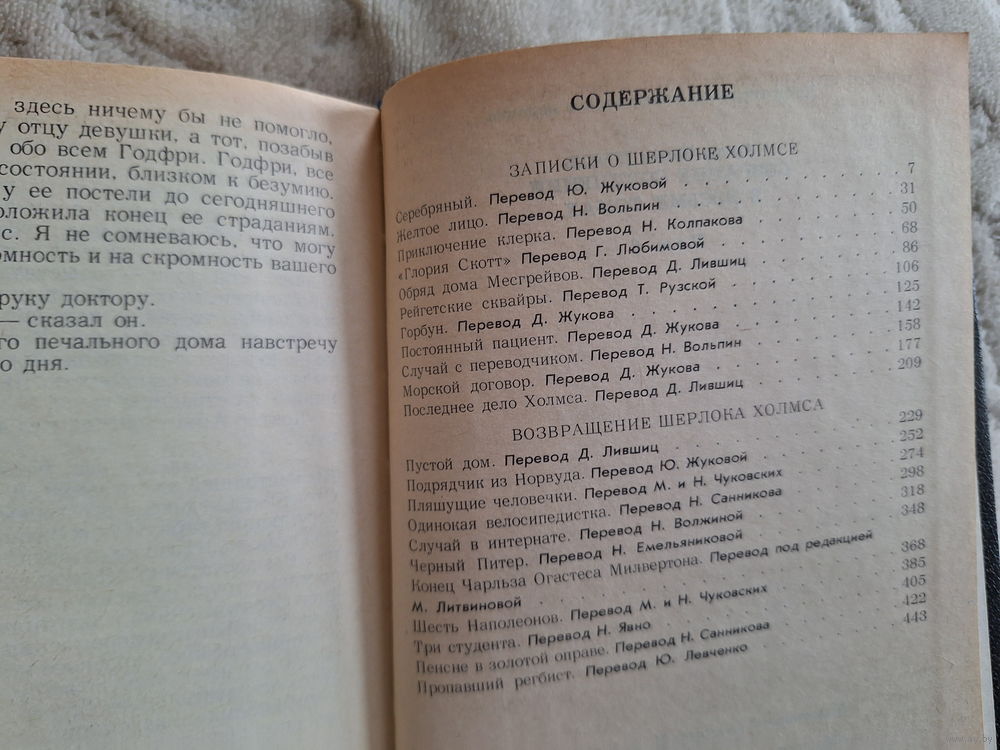 здесь ничему бы не помогло,
у отцу девушки, а тот, позабыв
обо всем Годфри. Годфри, все
состоянии, близком к безумию.
у ее постели до сегодняшнего
оложила конец ее страданиям.
с. Я не сомневаюсь, что могу
омность и на скромность вашего
руку доктору.
— сказал он.
го печального дома навстречу
о дня.
СОДЕРЖАНИЕ
ЗАПИСКИ О ШЕРЛОКЕ ХОЛМСЕ
Серебряный. Перевод Ю. Жуковой . . . . . . . 7
Желтое лицо. Перевод Н. Вольпин . . . . . . . 31
Приключение клерка. Перевод Н. Колпакова . . . . 50
«Глория Скотт» Перевод Г. Любимовой . . . . . . 68
Обряд дома Месгрейвов. Перевод Д. Лившиц . . . . 86
Рейгетские сквайры. Перевод Т. Рузской . . . . . 106
Горбун. Перевод Д. Жукова . . . . . . . . 125
Постоянный пациент. Перевод Д. Жукова . . . . . 142
Случай с переводчиком. Перевод Н. Вольпин . . . . 158
Морской договор. Перевод Д. Жукова . . . . . . 177
Последнее дело Холмса. Перевод Д. Лившиц . . . . 209
ВОЗВРАЩЕНИЕ ШЕРЛОКА ХОЛМСА
Пустой дом. Перевод Д. Лившиц . . . . . . . 229
Подрядчик из Норвуда. Перевод Ю. Жуковой . . . . 252
Пляшущие человечки. Перевод М. и Н. Чуковских . . . 274
Одинокая велосипедистка. Перевод Н. Санникова . . . 298
Случай в интернате. Перевод Н. Волжиной . . . . . 318
Черный Питер. Перевод Н. Емельяниковой . . . . . 348
Конец Чарльза Огастеса Милвертона. Перевод под редакцией
М. Литвиновой . . . . . . . . . . . 368
Шесть Наполеонов. Перевод М. и Н. Чуковских . . . . 385
Три студента. Перевод Н. Явно . . . . . . . 405
Пенсне в золотой оправе. Перевод Н. Санникова . . . 422
Пропавший регбист. Перевод Ю. Левченко . . . . . 443